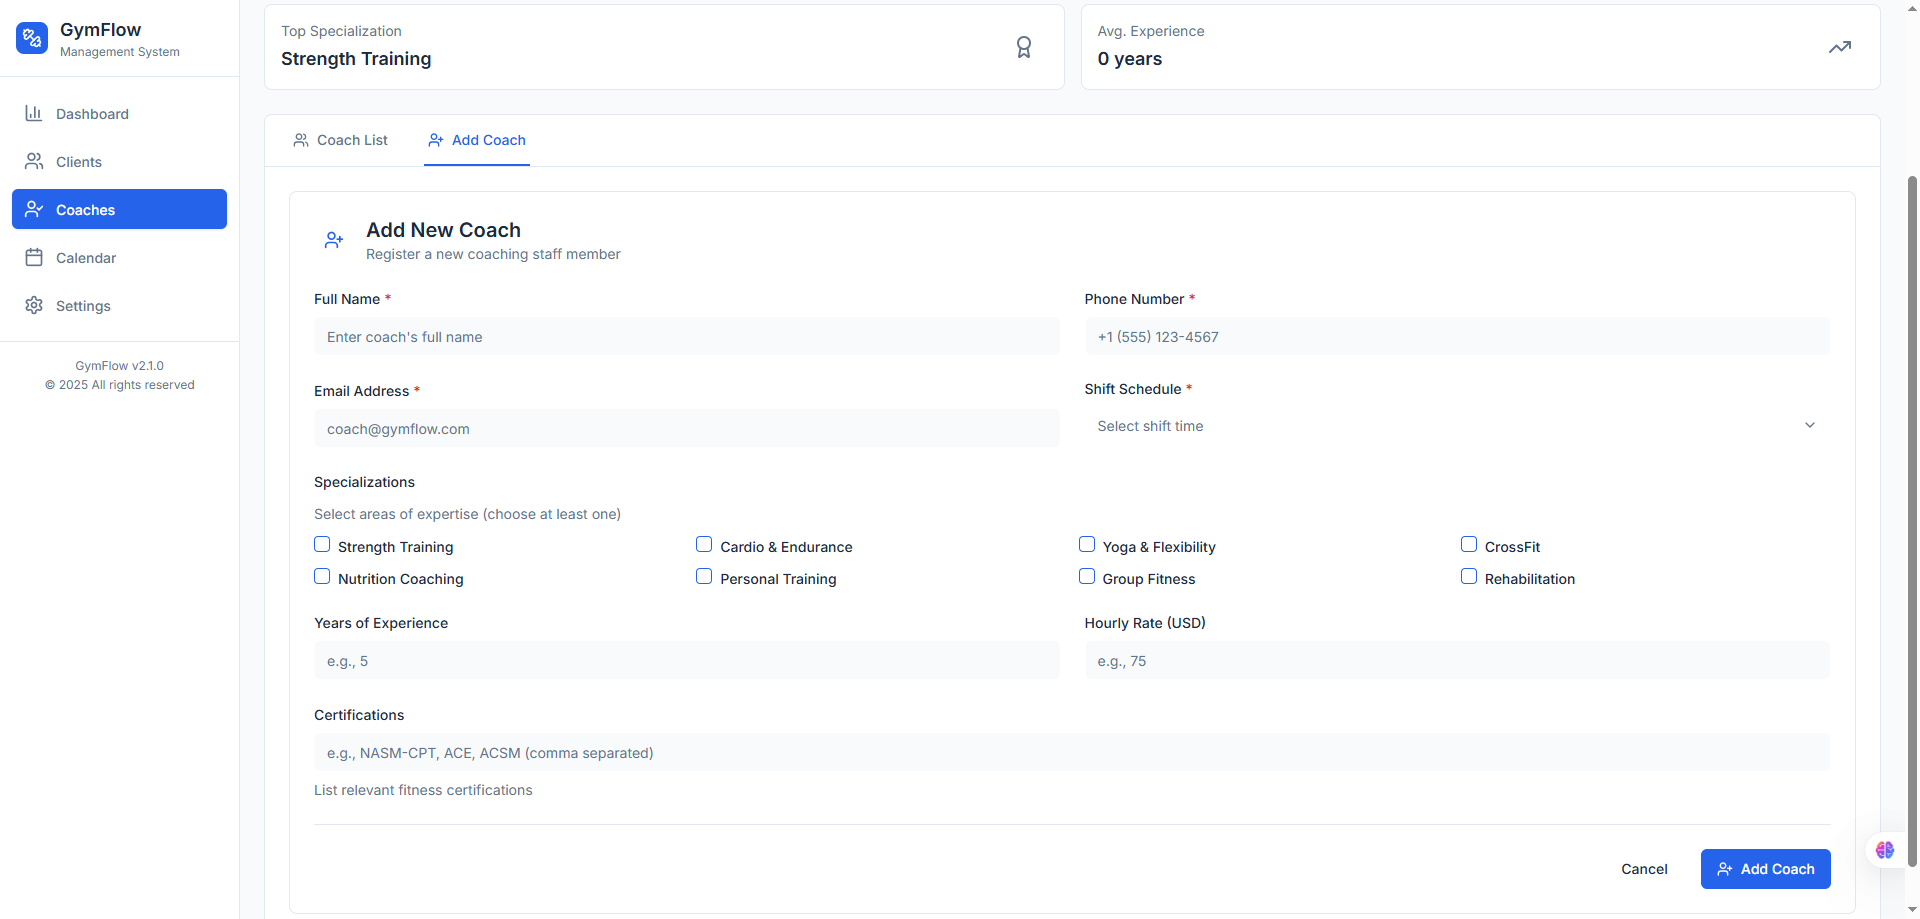 GymFlow
Management System
Dashboard
Clients
Coaches
Calendar
Settings
GymFlow v2.1.0
© 2025 All rights reserved
Top Specialization
Strength Training
Avg. Experience
0 years
Coach List
Add Coach
Add New Coach
Register a new coaching staff member
Full Name *
Enter coach's full name
Phone Number *
+1 (555) 123-4567
Email Address *
coach@gymflow.com
Shift Schedule *
Select shift time
Specializations
Select areas of expertise (choose at least one)
Strength Training
Cardio & Endurance
Yoga & Flexibility
CrossFit
Nutrition Coaching
Personal Training
Group Fitness
Rehabilitation
Years of Experience
e.g., 5
Hourly Rate (USD)
e.g., 75
Certifications
e.g., NASM-CPT, ACE, ACSM (comma separated)
List relevant fitness certifications
Cancel
Add Coach